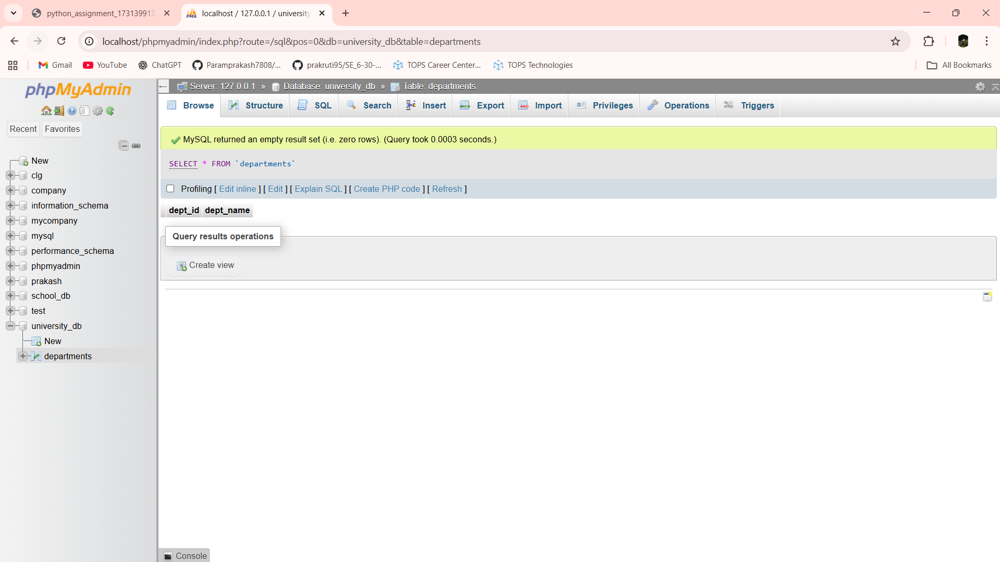 python_assignment_173139913
localhost / 127.0.0.1 / university
localhost/phpmyadmin/index.php?route=/sql&pos=0&db=university_db&table=departments
Gmail
YouTube
ChatGPT
Paramprakash7808/...
prakruti95/SE_6-30-...
TOPS Career Center...
TOPS Technologies
All Bookmarks
phpMyAdmin
Recent
Favorites
New
clg
company
information_schema
mycompany
mysql
performance_schema
phpmyadmin
prakash
school_db
test
university_db
New
departments
Server: 127.0.0.1 » Database: university_db » Table: departments
Browse
Structure
SQL
Search
Insert
Export
Import
Privileges
Operations
Triggers
MySQL returned an empty result set (i.e. zero rows). (Query took 0.0003 seconds.)
SELECT * FROM `departments`
Profiling [ Edit inline ] [ Edit ] [ Explain SQL ] [ Create PHP code ] [ Refresh ]
dept_id dept_name
Query results operations
Create view
Console